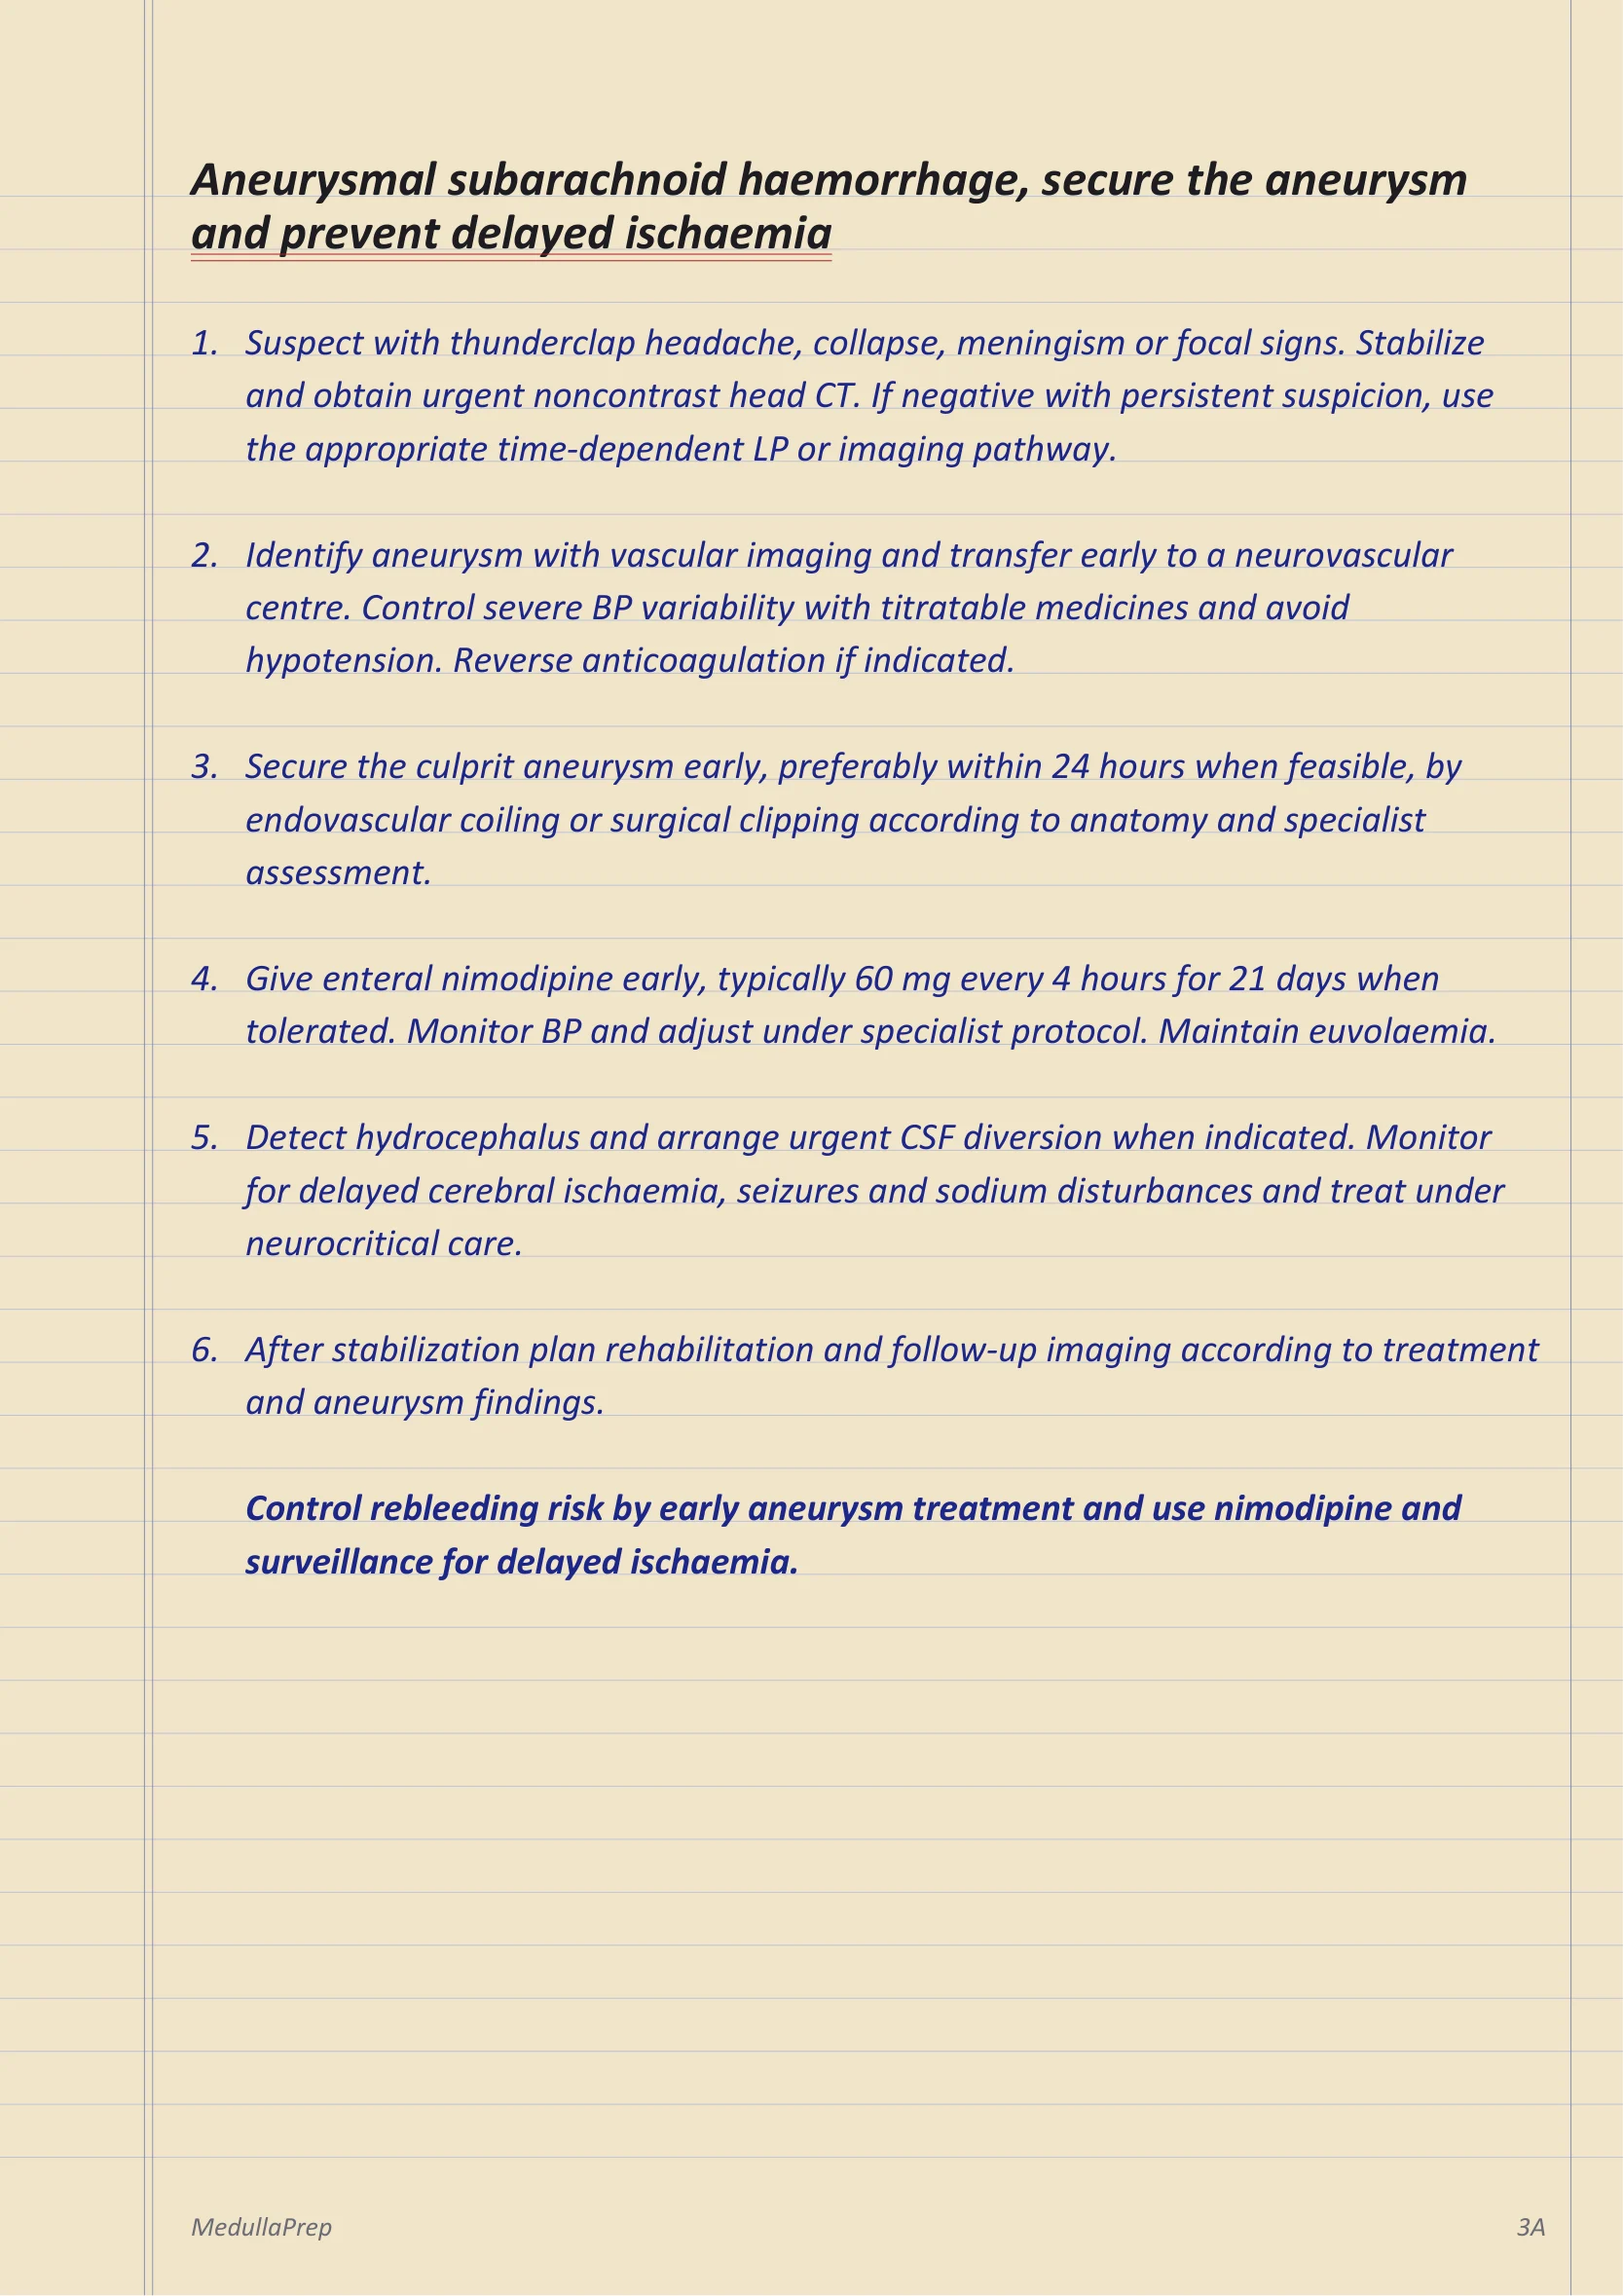 Aneurysmal subarachnoid haemorrhage, secure the aneurysm
and prevent delayed ischaemia
1. Suspect with thunderclap headache, collapse, meningism or focal signs. Stabilize
and obtain urgent noncontrast head CT. If negative with persistent suspicion, use
the appropriate time-dependent LP or imaging pathway.
2. Identify aneurysm with vascular imaging and transfer early to a neurovascular
centre. Control severe BP variability with titratable medicines and avoid
hypotension. Reverse anticoagulation if indicated.
3. Secure the culprit aneurysm early, preferably within 24 hours when feasible, by
endovascular coiling or surgical clipping according to anatomy and specialist
assessment.
4. Give enteral nimodipine early, typically 60 mg every 4 hours for 21 days when
tolerated. Monitor BP and adjust under specialist protocol. Maintain euvolaemia.
5. Detect hydrocephalus and arrange urgent CSF diversion when indicated. Monitor
for delayed cerebral ischaemia, seizures and sodium disturbances and treat under
neurocritical care.
6. After stabilization plan rehabilitation and follow-up imaging according to treatment
and aneurysm findings.
Control rebleeding risk by early aneurysm treatment and use nimodipine and
surveillance for delayed ischaemia.
MedullaPrep
3A